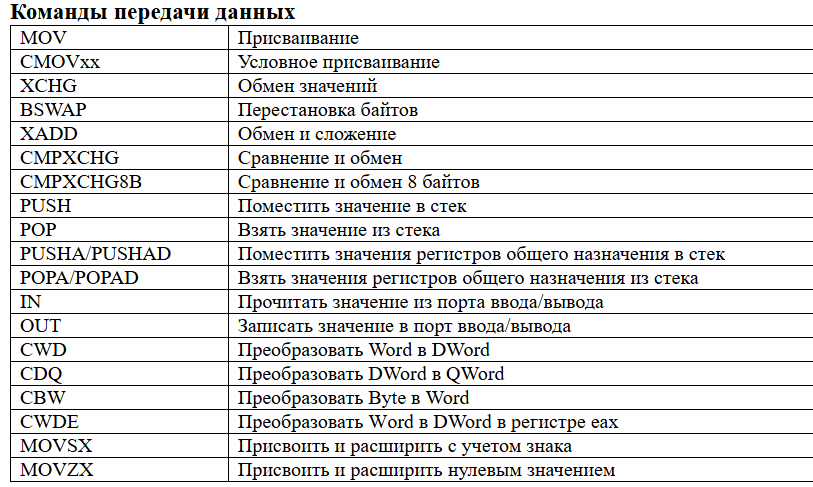 Команды передачи данных
MOV Присваивание
CMOVxx Условное присваивание
XCHG Обмен значений
BSWAP Перестановка байтов
XADD Обмен и сложение
CMPXCHG Сравнение и обмен
CMPXCHG8B Сравнение и обмен 8 байтов
PUSH Поместить значение в стек
POP Взять значение из стека
PUSHA/PUSHAD Поместить значения регистров общего назначения в стек
POPA/POPAD Взять значения регистров общего назначения из стека
IN Прочитать значение из порта ввода/вывода
OUT Записать значение в порт ввода/вывода
CWD Преобразовать Word в DWord
CDQ Преобразовать DWord в QWord
CBW Преобразовать Byte в Word
CWDE Преобразовать Word в DWord в регистре eax
MOVSX Присвоить и расширить с учетом знака
MOVZX Присвоить и расширить нулевым значением